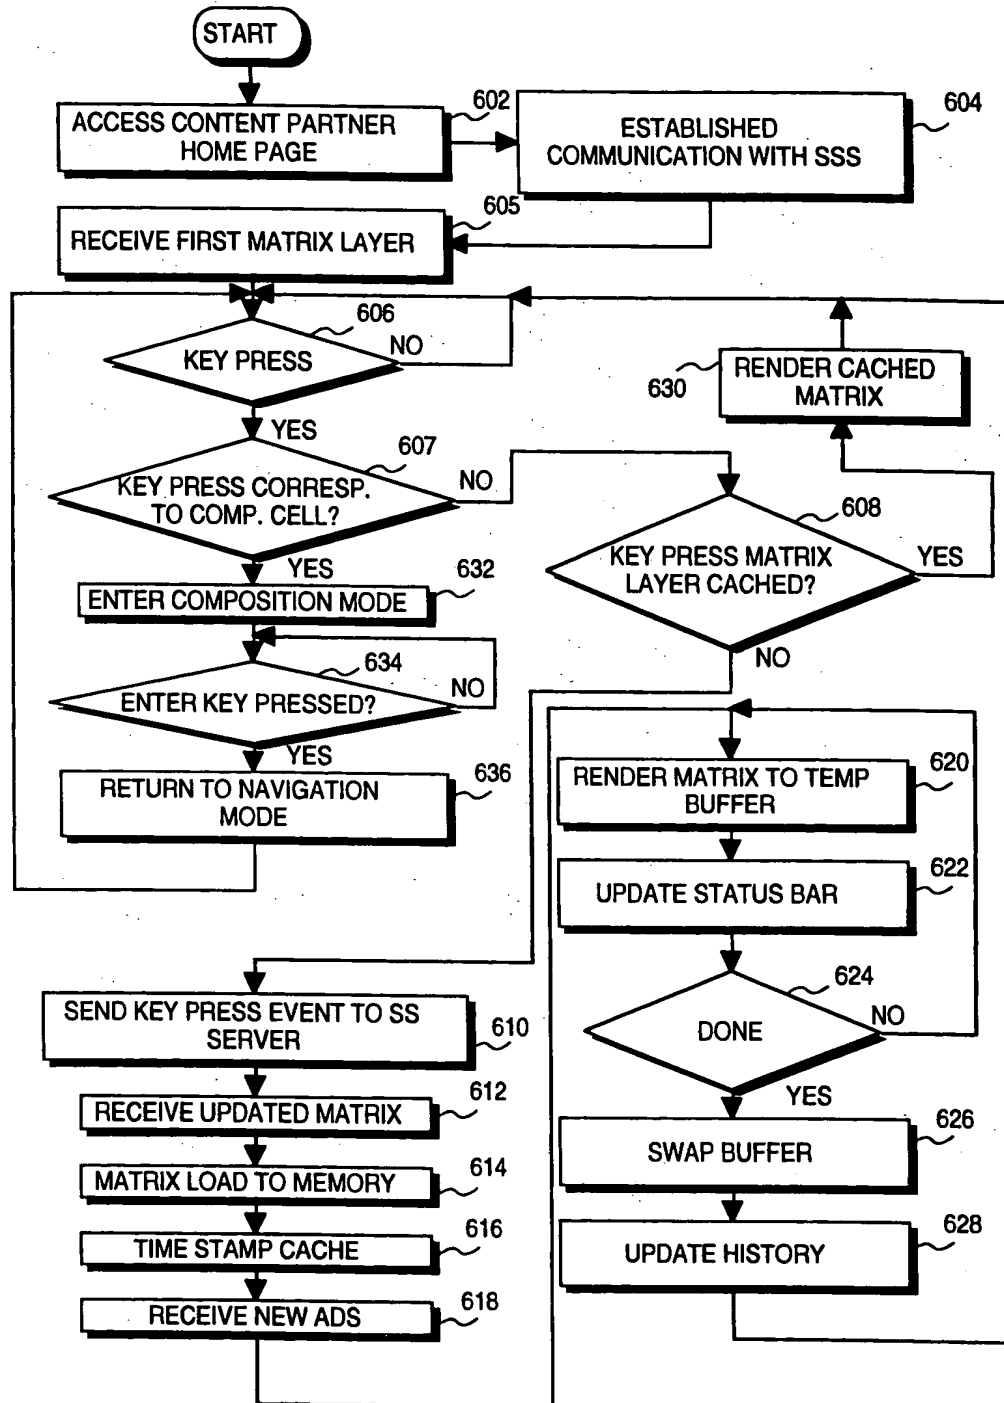 START
602
ACCESS CONTENT PARTNER
HOME PAGE
604
ESTABLISHED
COMMUNICATION WITH SSS
605
RECEIVE FIRST MATRIX LAYER
606
KEY PRESS
NO
YES
630
RENDER CACHED
MATRIX
607
KEY PRESS CORRESP.
TO COMP. CELL?
NO
YES
608
KEY PRESS MATRIX
LAYER CACHED?
YES
NO
632
ENTER COMPOSITION MODE
634
ENTER KEY PRESSED?
NO
YES
636
RETURN TO NAVIGATION
MODE
620
RENDER MATRIX TO TEMP
BUFFER
622
UPDATE STATUS BAR
624
DONE
NO
YES
SEND KEY PRESS EVENT TO SS
SERVER
610
RECEIVE UPDATED MATRIX
612
MATRIX LOAD TO MEMORY
614
TIME STAMP CACHE
616
RECEIVE NEW ADS
618
626
SWAP BUFFER
628
UPDATE HISTORY